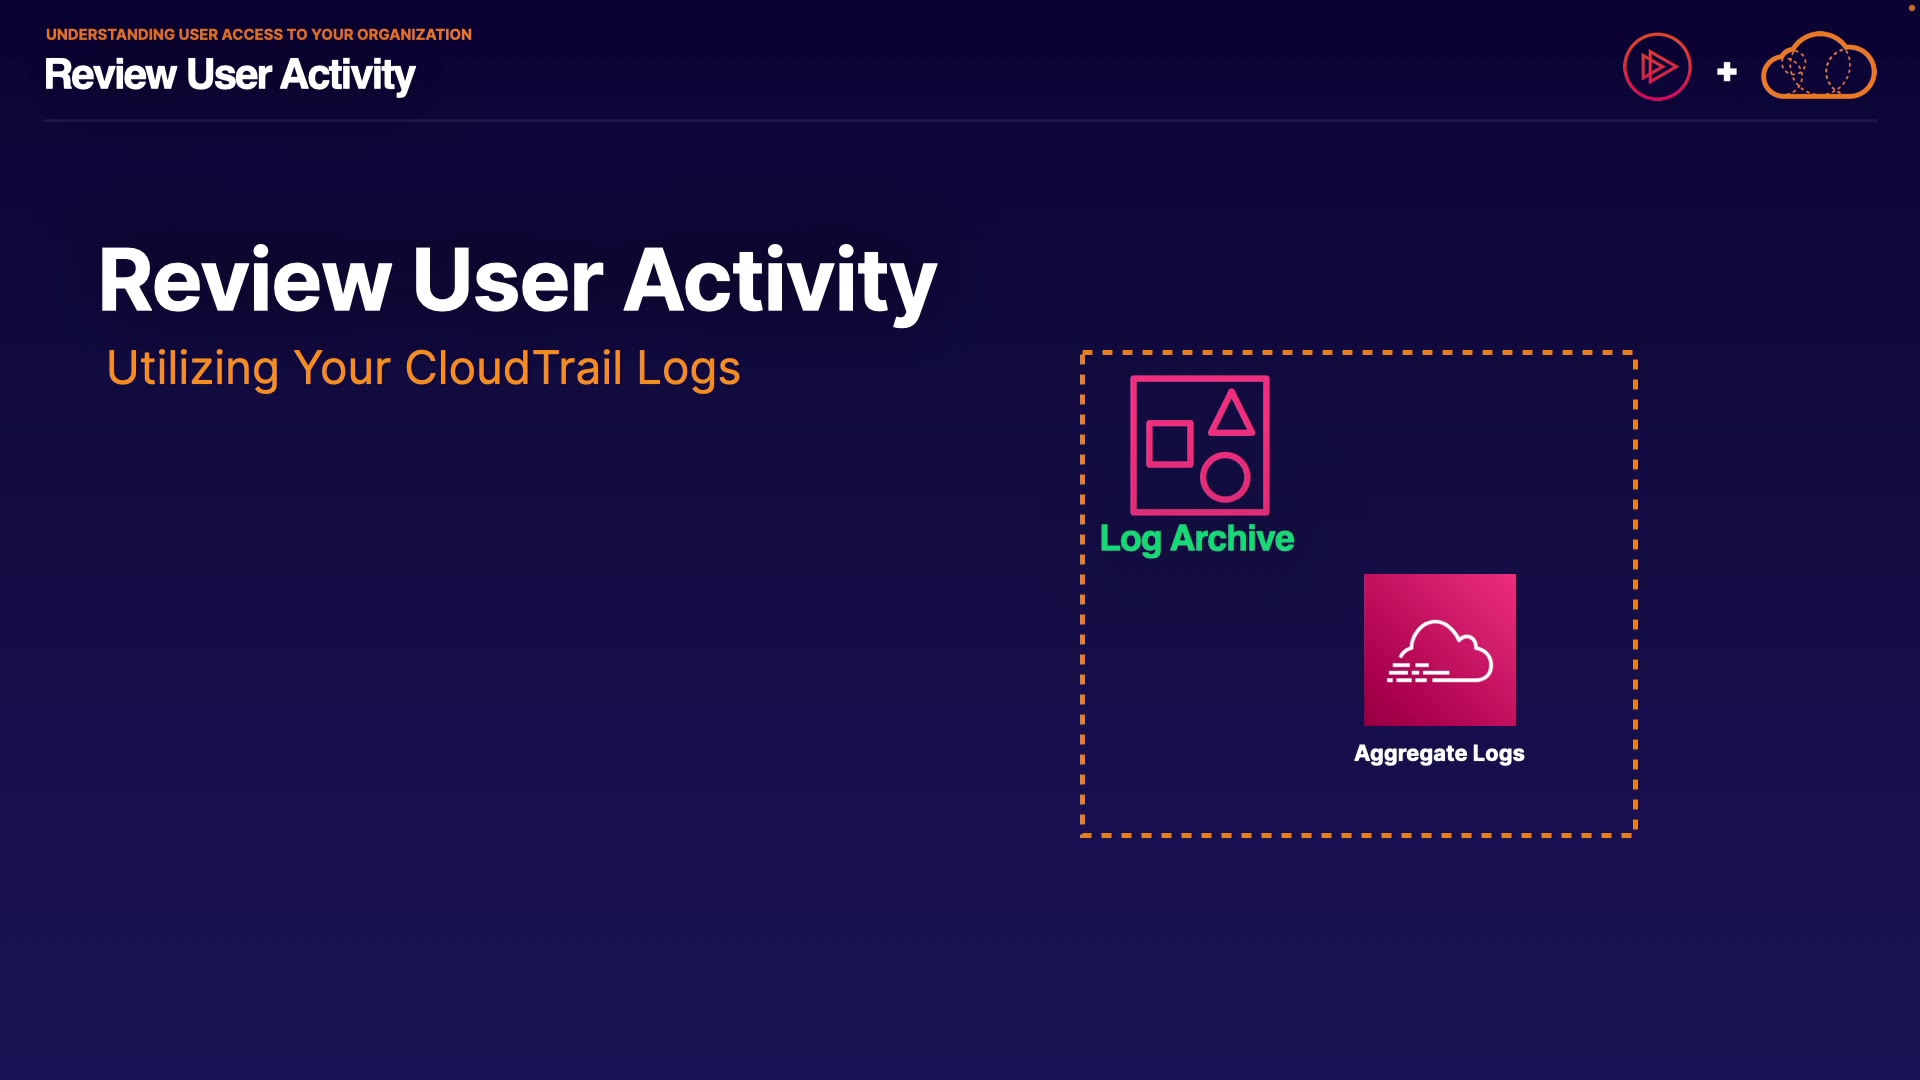 UNDERSTANDING USER ACCESS TO YOUR ORGANIZATION
Review User Activity
Review User Activity
Utilizing Your CloudTrail Logs
Log Archive
Aggregate Logs